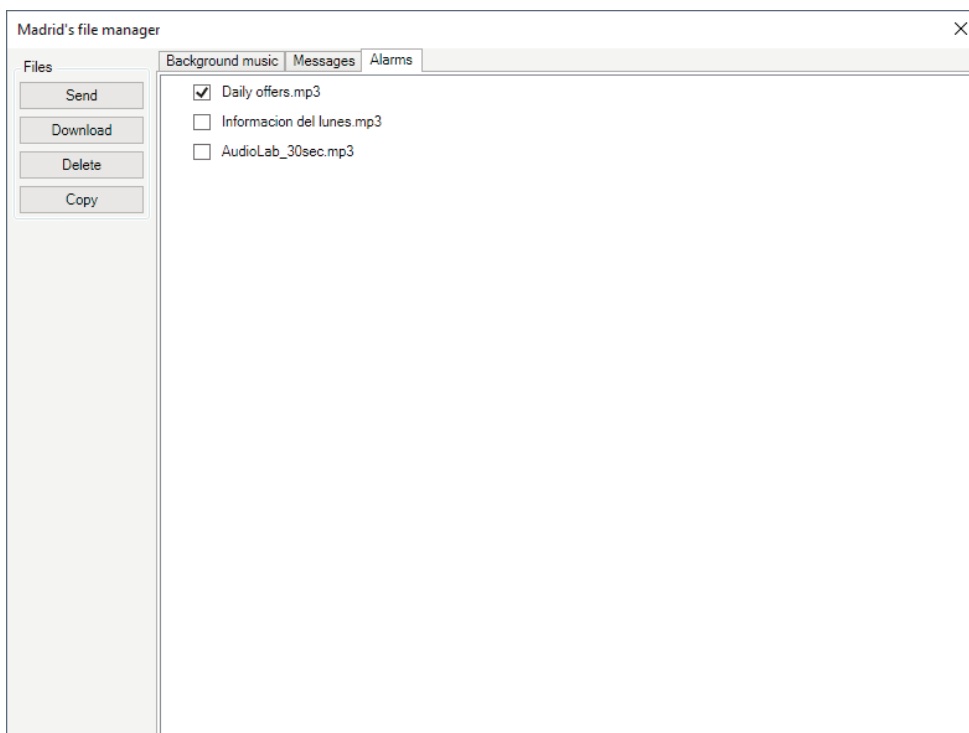 Madrid's file manager
Files
Send
Download
Delete
Copy
Background music
Messages
Alarms
Daily offers.mp3
Informacion del lunes.mp3
AudioLab_30sec.mp3